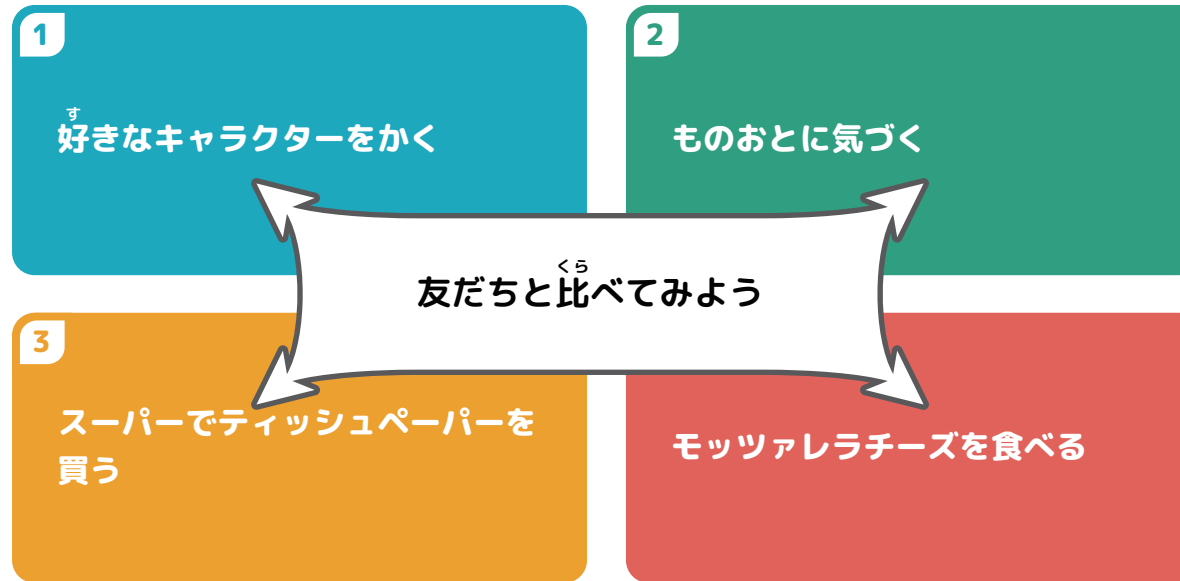 1
好きなキャラクターをかく
す
2
ものおとに気づく
友だちと比べてみよう
くら
3
スーパーでティッシュペーパーを
買う
モッツァレラチーズを食べる